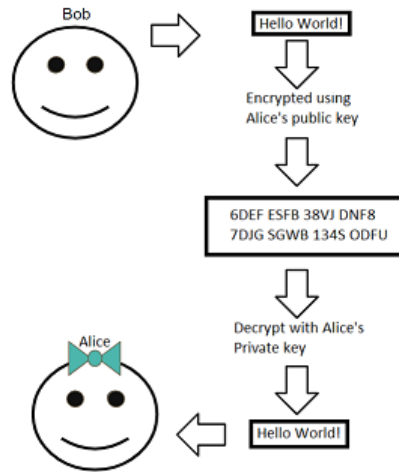 Bob
Hello World!
Encrypted using
Alice's public key
6DEF ESFB 38VJ DNF8
7DJG SGWB 134S ODFU
Decrypt with Alice's
Private key
Alice
Hello World!